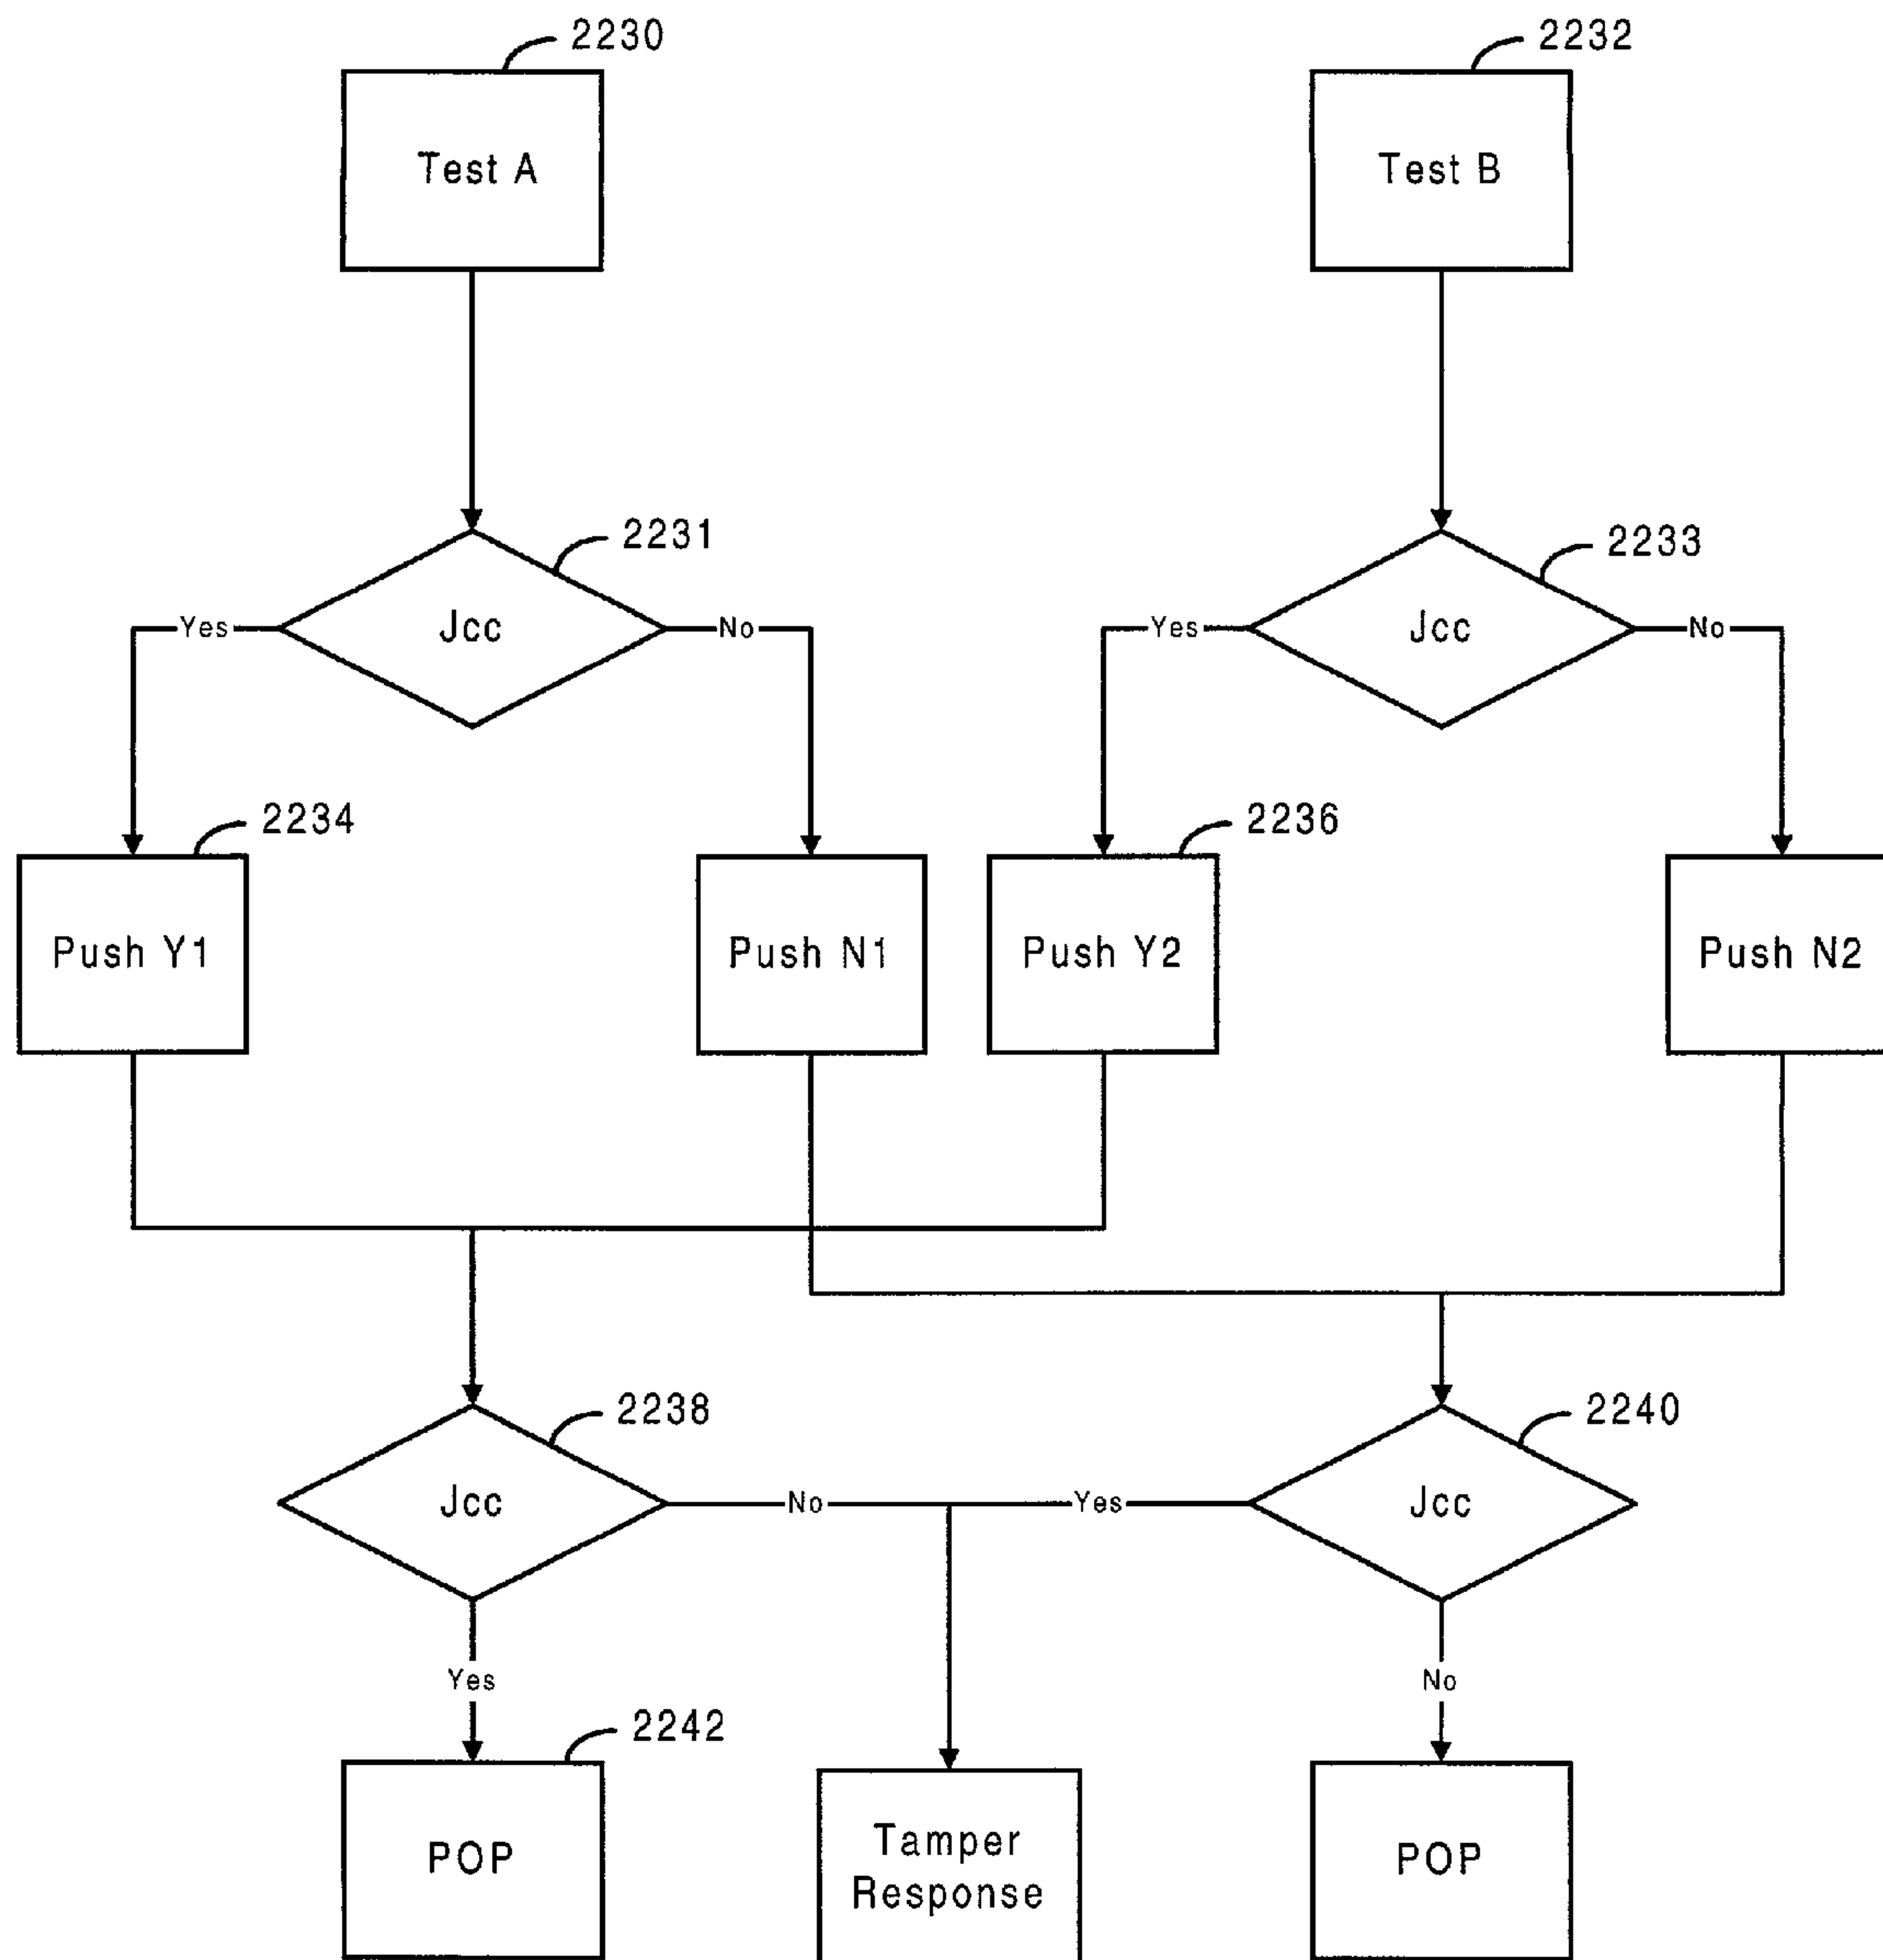 2230
2232
Test A
Test B
2231
2233
Yes
Jcc
No
Yes
Jcc
No
2234
2236
Push Y1
Push N1
Push Y2
Push N2
2238
2240
Jcc
No
Yes
Jcc
Yes
No
2242
POP
Tamper
Response
POP